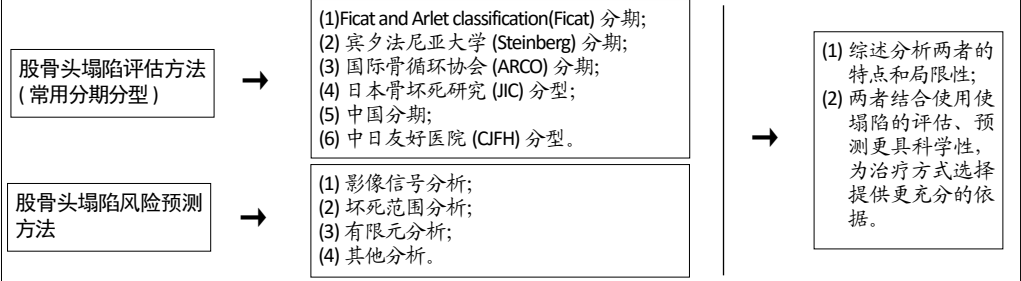 股骨头塌陷评估方法
(常用分期分型)
(1)Ficat and Arlet classification(Ficat) 分期;
(2) 宾夕法尼亚大学 (Steinberg) 分期;
(3) 国际骨循环协会 (ARCO) 分期;
(4) 日本骨坏死研究 (JIC) 分型;
(5) 中国分期;
(6) 中日友好医院 (CJFH) 分型。
股骨头塌陷风险预测
方法
(1) 影像信号分析;
(2) 坏死范围分析;
(3) 有限元分析;
(4) 其他分析。
(1) 综述分析两者的
特点和局限性;
(2) 两者结合使用使
塌陷的评估、预
测更具科学性,
为治疗方式选择
提供更充分的依
据。